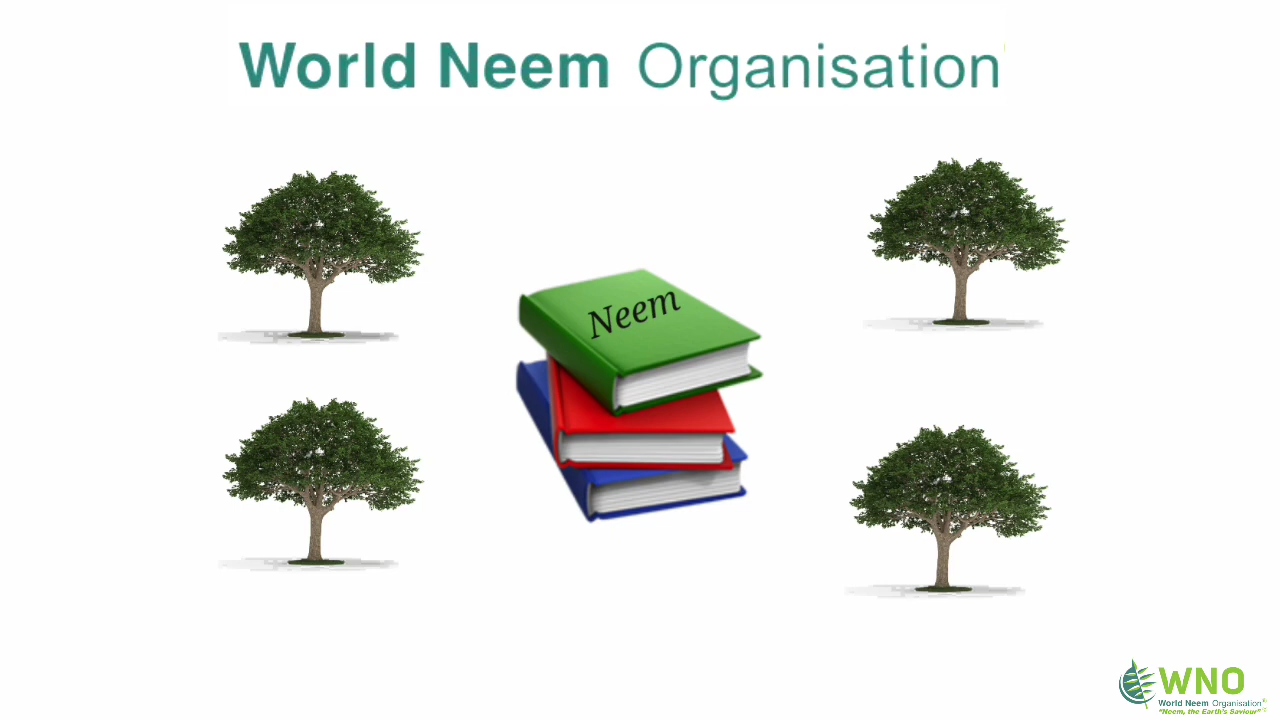 World Neem Organisation
Neem
WNO
World Neem Organisation
"Neem, the Earth's Saviour"